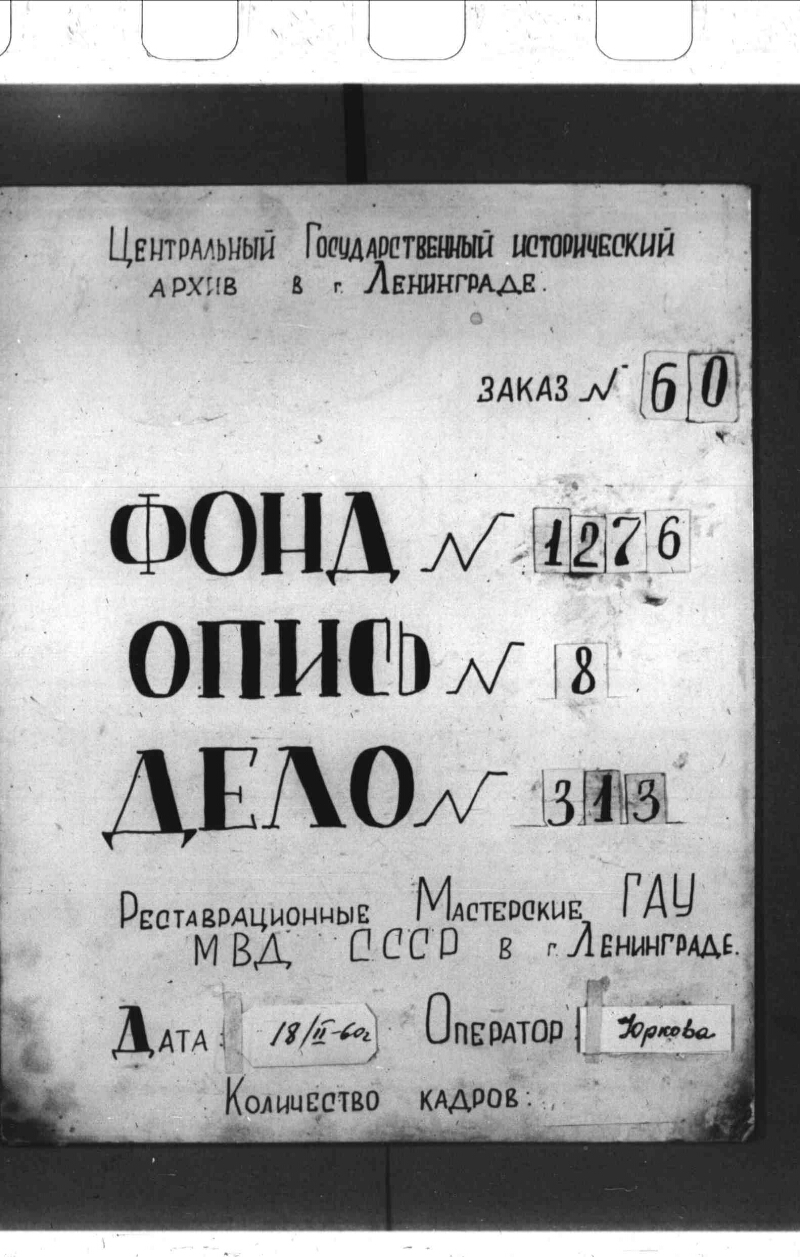 Центральный Государственный исторический
архив в г. Ленинграде.
заказ № 60
ФОНД № 1276
ОПИСЬ № 8
ДЕЛО № 313
Реставрационные Мастерские ГАУ
МВД СССР в г. Ленинграде.
Дата: 18/II-60г Оператор: Юркова
Количество кадров: